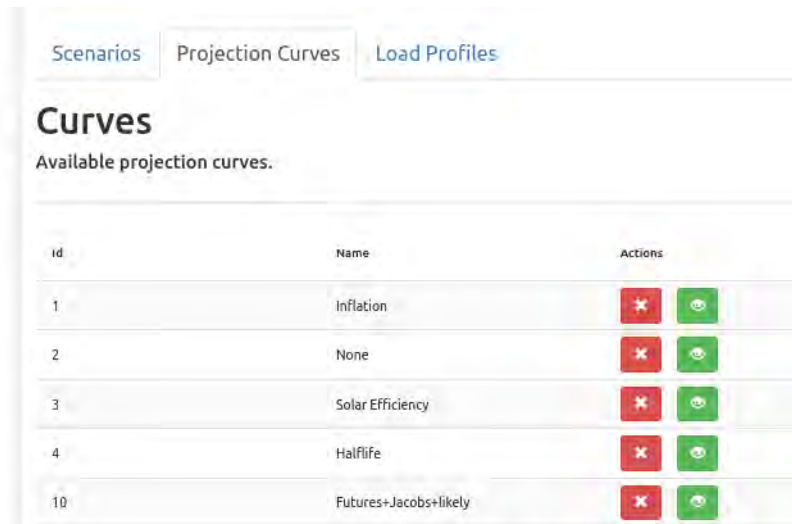 Scenarios Projection Curves Load Profiles
Curves
Available projection curves.
Id Name Actions
1 Inflation
2 None
3 Solar Efficiency
4 Halflife
10 Futures+Jacobs+likely